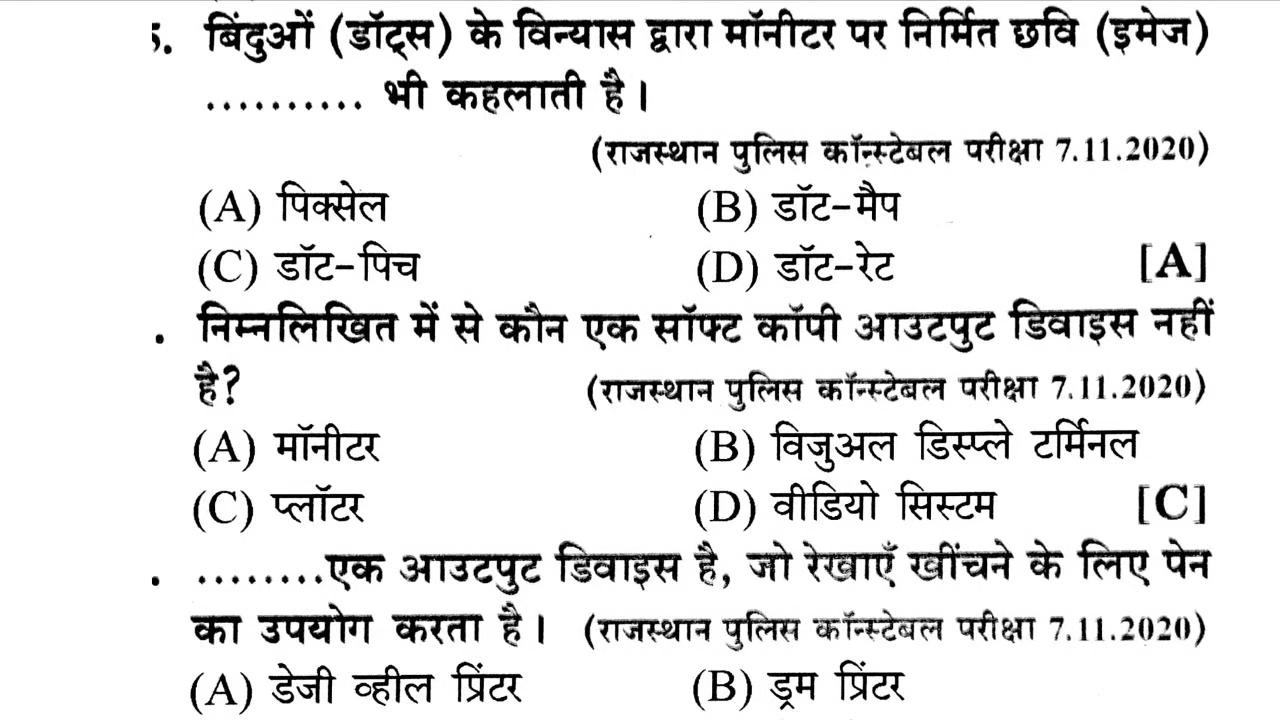 5. बिंदुओं (डॉट्स) के विन्यास द्वारा मॉनीटर पर निर्मित छवि (इमेज)
.......... भी कहलाती है।
(राजस्थान पुलिस कॉन्स्टेबल परीक्षा 7.11.2020)
(A) पिक्सेल (B) डॉट-मैप
(C) डॉट-पिच (D) डॉट-रेट [A]
. निम्नलिखित में से कौन एक सॉफ्ट कॉपी आउटपुट डिवाइस नहीं
है? (राजस्थान पुलिस कॉन्स्टेबल परीक्षा 7.11.2020)
(A) मॉनीटर (B) विजुअल डिस्प्ले टर्मिनल
(C) प्लॉटर (D) वीडियो सिस्टम [C]
. ........एक आउटपुट डिवाइस है, जो रेखाएँ खींचने के लिए पेन
का उपयोग करता है। (राजस्थान पुलिस कॉन्स्टेबल परीक्षा 7.11.2020)
(A) डेजी व्हील प्रिंटर (B) ड्रम प्रिंटर